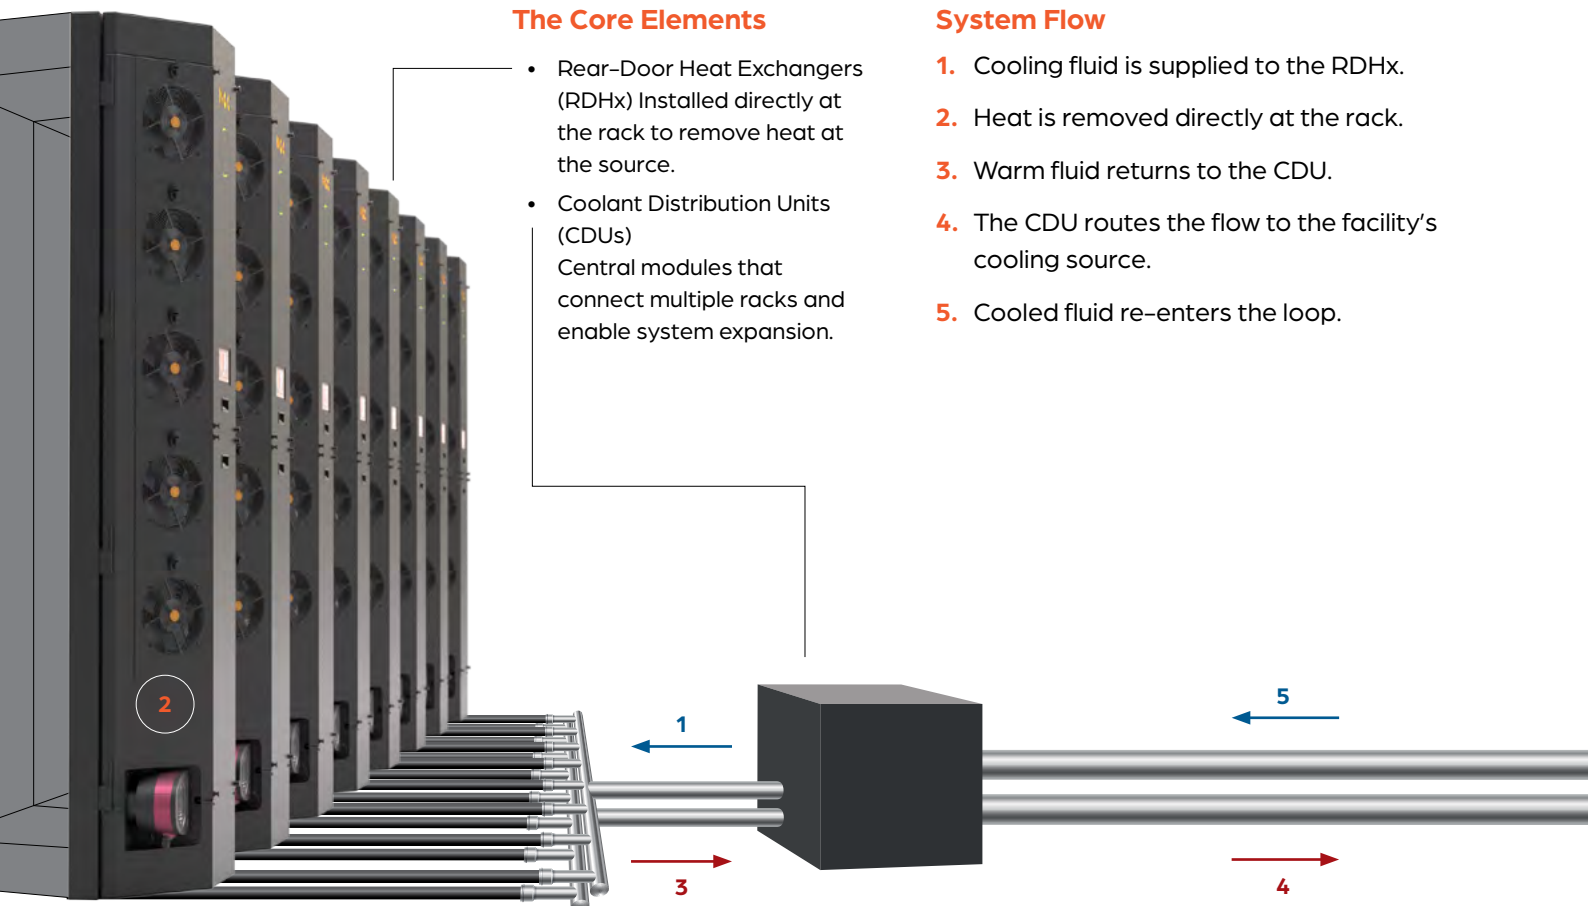 The Core Elements
• Rear-Door Heat Exchangers
(RDHx) Installed directly at
the rack to remove heat at
the source.
• Coolant Distribution Units
(CDUs)
Central modules that
connect multiple racks and
enable system expansion.
System Flow
1. Cooling fluid is supplied to the RDHx.
2. Heat is removed directly at the rack.
3. Warm fluid returns to the CDU.
4. The CDU routes the flow to the facility's
cooling source.
5. Cooled fluid re-enters the loop.
2
1
3
5
4